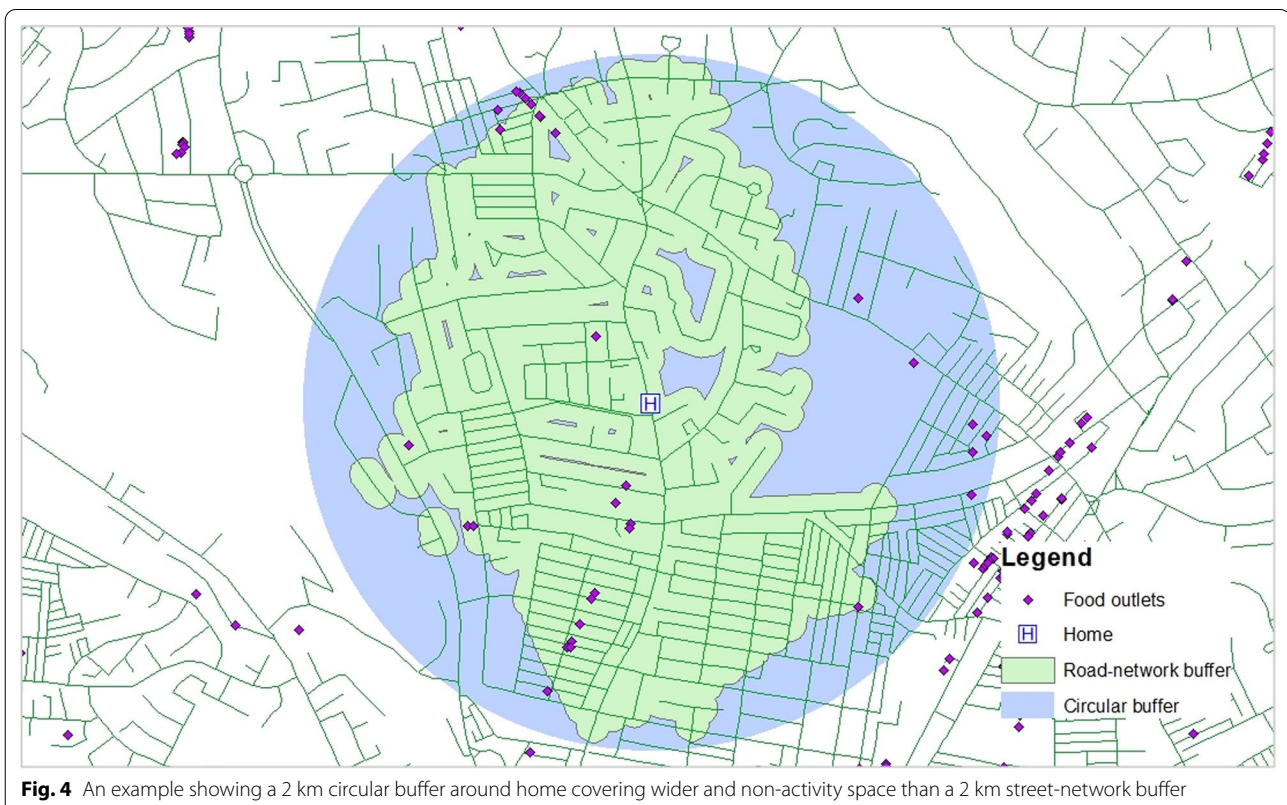 H
Legend
Food outlets
H Home
Road-network buffer
Circular buffer
Fig. 4 An example showing a 2 km circular buffer around home covering wider and non-activity space than a 2 km street-network buffer